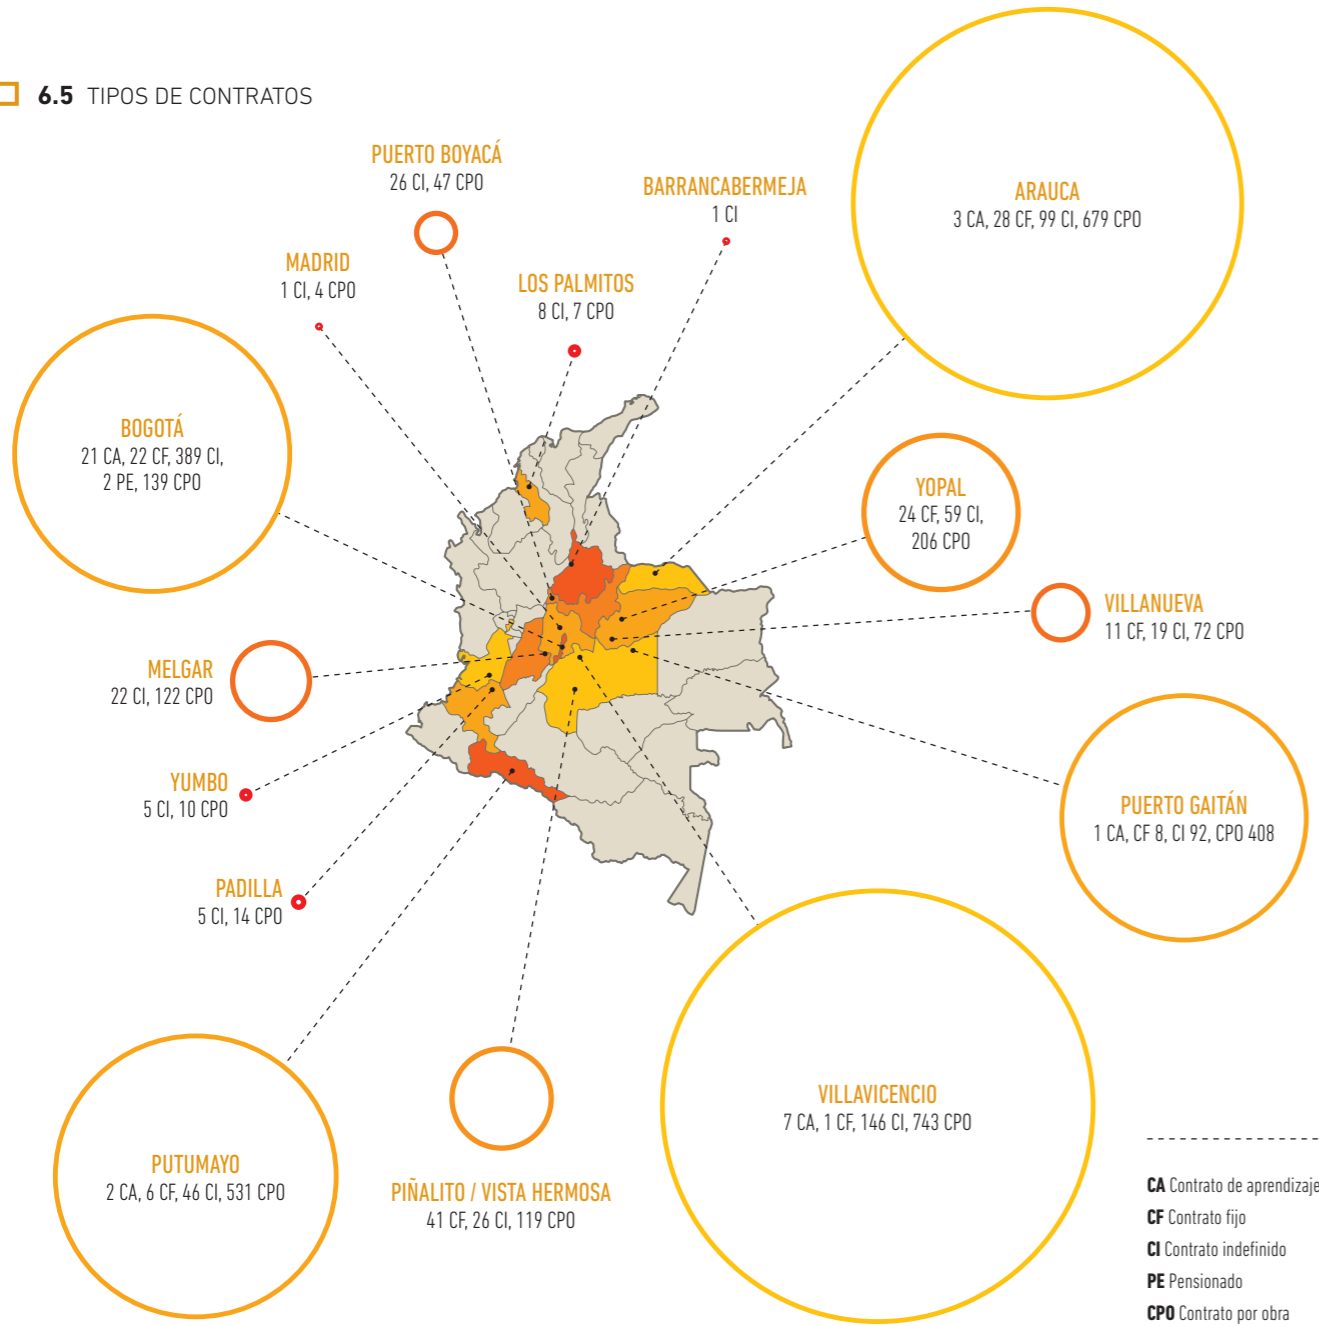 6.5 TIPOS DE CONTRATOS
PUERTO BOYACÁ
26 CI, 47 CPO
BARRANCABERMEJA
1 CI
ARAUCA
3 CA, 28 CF, 99 CI, 679 CPO
MADRID
1 CI, 4 CPO
LOS PALMITOS
8 CI, 7 CPO
BOGOTÁ
21 CA, 22 CF, 389 CI,
2 PE, 139 CPO
YOPAL
24 CF, 59 CI,
206 CPO
VILLANUEVA
11 CF, 19 CI, 72 CPO
MELGAR
22 CI, 122 CPO
YUMBO
5 CI, 10 CPO
PUERTO GAITÁN
1 CA, CF 8, CI 92, CPO 408
PADILLA
5 CI, 14 CPO
VILLAVICENCIO
7 CA, 1 CF, 146 CI, 743 CPO
PUTUMAYO
2 CA, 6 CF, 46 CI, 531 CPO
PIÑALITO / VISTA HERMOSA
41 CF, 26 CI, 119 CPO
CA Contrato de aprendizaje
CF Contrato fijo
CI Contrato indefinido
PE Pensionado
CPO Contrato por obra